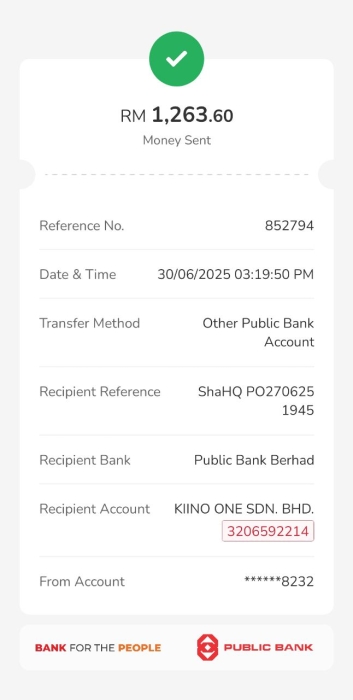 RM 1,263.60
Money Sent
Reference No. 852794
Date & Time 30/06/2025 03:19:50 PM
Transfer Method Other Public Bank
Account
Recipient Reference ShaHQ PO270625
1945
Recipient Bank Public Bank Berhad
Recipient Account KIINO ONE SDN. BHD.
3206592214
From Account ******8232
BANK FOR THE PEOPLE PUBLIC BANK